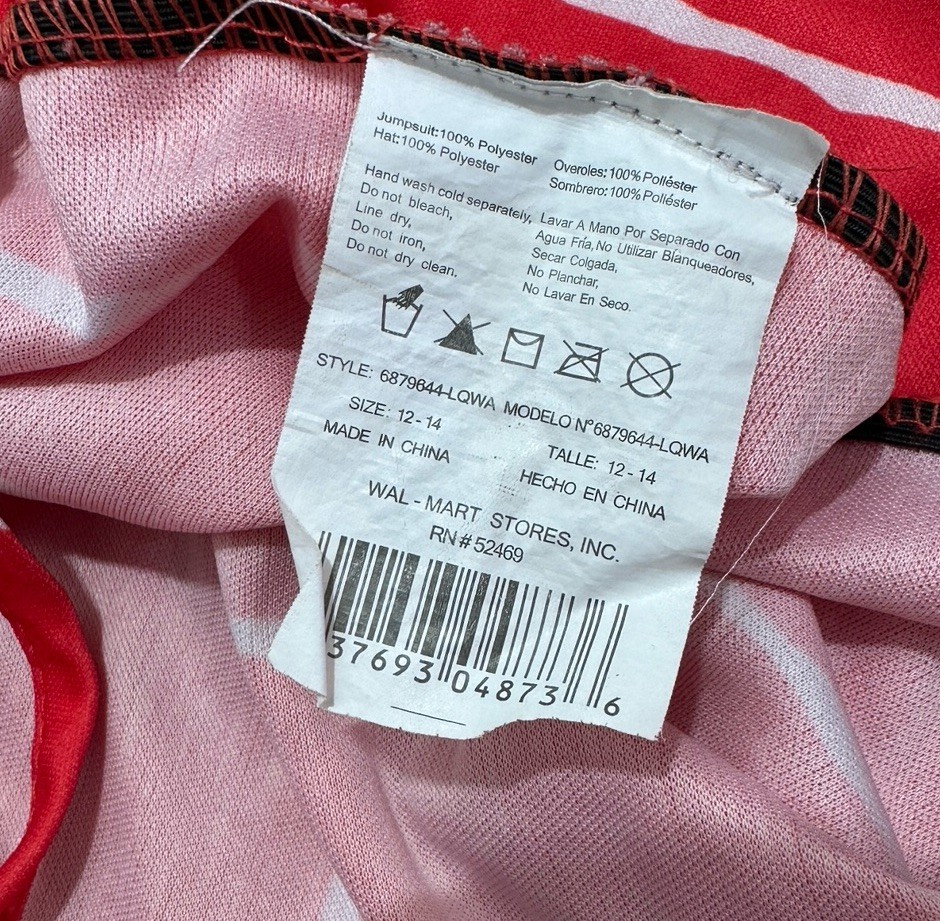 Jumpsuit:100% Polyester
Hat:100% Polyester
Overoles:100% Poliéster
Sombrero:100% Poliéster
Hand wash cold separately,
Do not bleach,
Line dry,
Do not iron,
Do not dry clean.
Lavar A Mano Por Separado Con
Agua Fría, No Utilizar Blanqueadores,
Secar Colgada,
No Planchar,
No Lavar En Seco.
STYLE: 6879644-LQWA MODELO Nº6879644-LQWA
SIZE: 12-14
TALLE: 12-14
MADE IN CHINA
HECHO EN CHINA
WAL-MART STORES, INC.
RN#52469
37693 04873 6